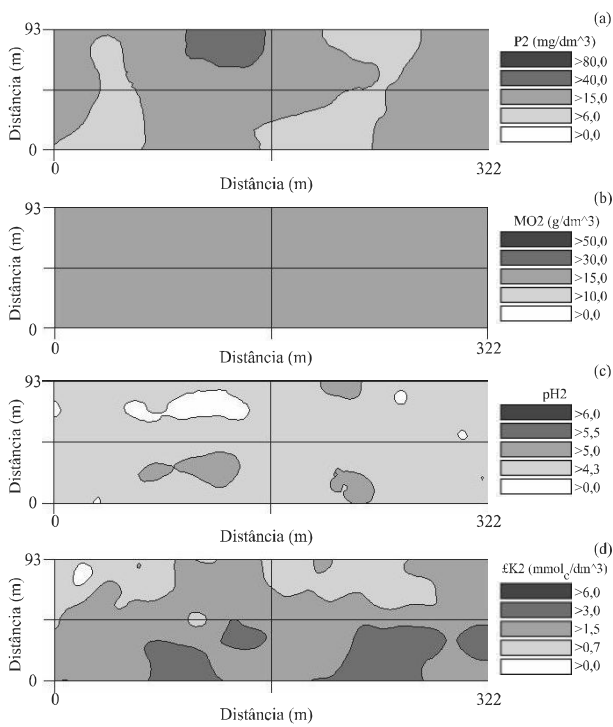 (a)
P2 (mg/dm^3)
>80,0
>40,0
>15,0
>6,0
>0,0
93
Distância (m)
0
0
322
Distância (m)
(b)
MO2 (g/dm^3)
>50,0
>30,0
>15,0
>10,0
>0,0
93
Distância (m)
0
0
322
Distância (m)
(c)
pH2
>6,0
>5,5
>5,0
>4,3
>0,0
93
Distância (m)
0
0
322
Distância (m)
(d)
£K2 (mmolc/dm^3)
>6,0
>3,0
>1,5
>0,7
>0,0
93
Distância (m)
0
0
322
Distância (m)